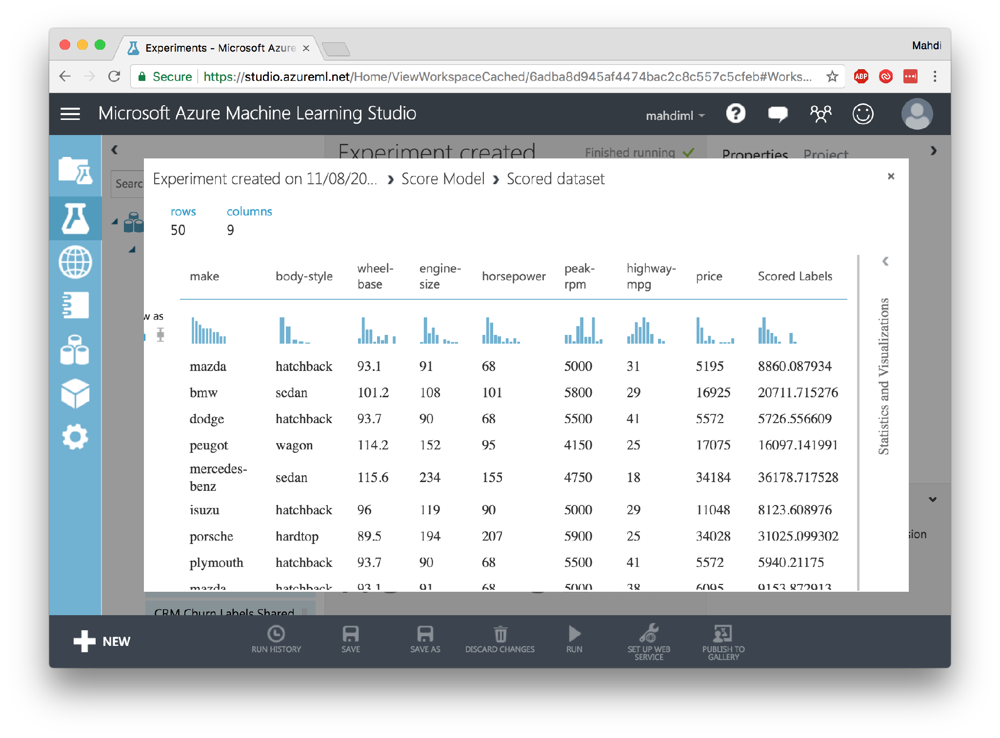 Experiments - Microsoft Azure
Mahdi
Secure https://studio.azureml.net/Home/ViewWorkspaceCached/6adba8d945af4474bac2c8c557c5cfeb#Works...
ABP
Microsoft Azure Machine Learning Studio
mahdiml
Experiment created
Finished running
Properties Project
Searc
Experiment created on 11/08/20... › Score Model › Scored dataset
rows columns
50 9
make body-style wheel-base engine-size horsepower peak-rpm highway-mpg price Scored Labels
w as
mazda hatchback 93.1 91 68 5000 31 5195 8860.087934
bmw sedan 101.2 108 101 5800 29 16925 20711.715276
dodge hatchback 93.7 90 68 5500 41 5572 5726.556609
peugot wagon 114.2 152 95 4150 25 17075 16097.141991
mercedes-benz sedan 115.6 234 155 4750 18 34184 36178.717528
isuzu hatchback 96 119 90 5000 29 11048 8123.608976
porsche hardtop 89.5 194 207 5900 25 34028 31025.099302
plymouth hatchback 93.7 90 68 5500 41 5572 5940.21175
mazda hatchback 93.1 91 68 5000 38 6095 9153.872913
Statistics and Visualizations
sion
CRM Churn Labels Shared
NEW
RUN HISTORY
SAVE
SAVE AS
DISCARD CHANGES
RUN
SET UP WEB
SERVICE
PUBLISH TO
GALLERY